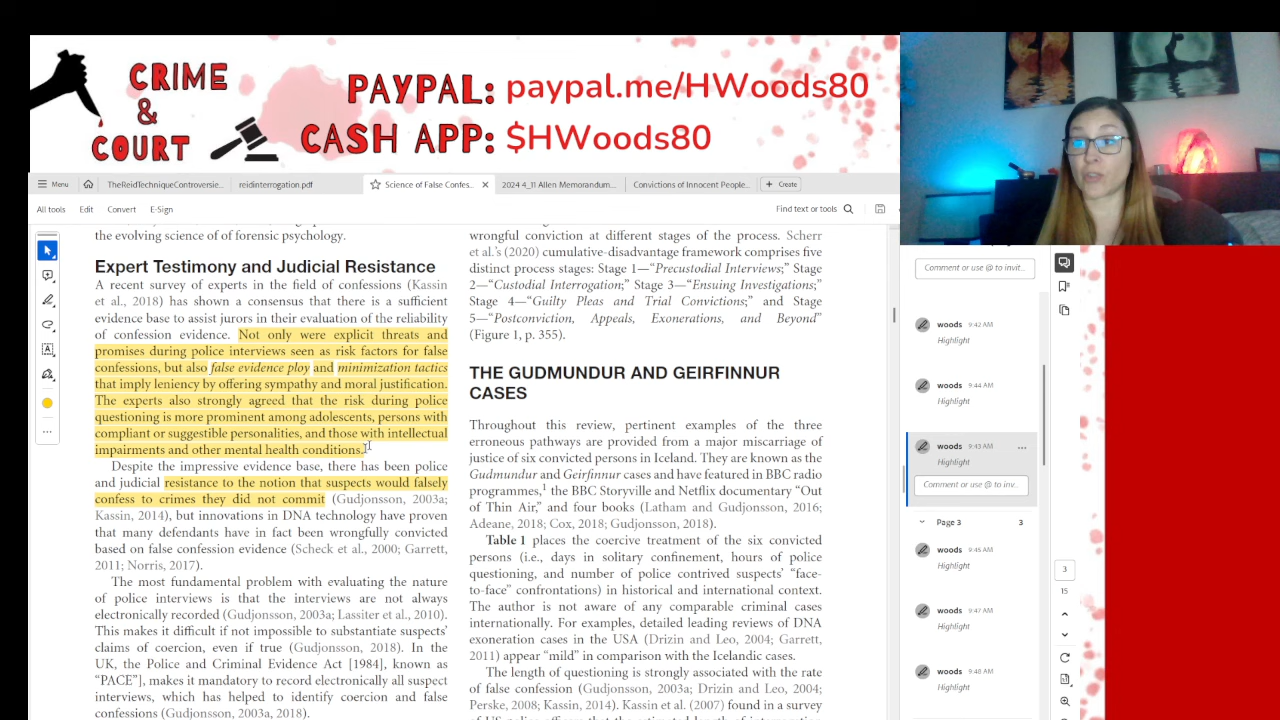 CRIME
&
COURT
PAYPAL: paypal.me/HWoods80
CASH APP: $HWoods80
Menu
TheReidTechniqueControversie...
reidinterrogation.pdf
Science of False Confes...
2024 4_11 Allen Memorandum...
Convictions of Innocent People...
Create
All tools
Edit
Convert
E-Sign
Find text or tools
the evolving science of of forensic psychology.
Expert Testimony and Judicial Resistance
A recent survey of experts in the field of confessions (Kassin
et al., 2018) has shown a consensus that there is a sufficient
evidence base to assist jurors in their evaluation of the reliability
of confession evidence. Not only were explicit threats and
promises during police interviews seen as risk factors for false
confessions, but also false evidence ploy and minimization tactics
that imply leniency by offering sympathy and moral justification.
The experts also strongly agreed that the risk during police
questioning is more prominent among adolescents, persons with
compliant or suggestible personalities, and those with intellectual
impairments and other mental health conditions.
Despite the impressive evidence base, there has been police
and judicial resistance to the notion that suspects would falsely
confess to crimes they did not commit (Gudjonsson, 2003a;
Kassin, 2014), but innovations in DNA technology have proven
that many defendants have in fact been wrongfully convicted
based on false confession evidence (Scheck et al., 2000; Garrett,
2011; Norris, 2017).
The most fundamental problem with evaluating the nature
of police interviews is that the interviews are not always
electronically recorded (Gudjonsson, 2003a; Lassiter et al., 2010).
This makes it difficult if not impossible to substantiate suspects'
claims of coercion, even if true (Gudjonsson, 2018). In the
UK, the Police and Criminal Evidence Act [1984], known as
"PACE"], makes it mandatory to record electronically all suspect
interviews, which has helped to identify coercion and false
confessions (Gudjonsson, 2003a, 2018).
wrongful conviction at different stages of the process. Scherr
et al.'s (2020) cumulative-disadvantage framework comprises five
distinct process stages: Stage 1—"Precustodial Interviews;" Stage
2—"Custodial Interrogation;" Stage 3—"Ensuing Investigations;"
Stage 4—"Guilty Pleas and Trial Convictions;" and Stage
5—"Postconviction, Appeals, Exonerations, and Beyond"
(Figure 1, p. 355).
THE GUDMUNDUR AND GEIRFINNUR
CASES
Throughout this review, pertinent examples of the three
erroneous pathways are provided from a major miscarriage of
justice of six convicted persons in Iceland. They are known as the
Gudmundur and Geirfinnur cases and have featured in BBC radio
programmes,1 the BBC Storyville and Netflix documentary "Out
of Thin Air," and four books (Latham and Gudjonsson, 2016;
Adeane, 2018; Cox, 2018; Gudjonsson, 2018).
Table 1 places the coercive treatment of the six convicted
persons (i.e., days in solitary confinement, hours of police
questioning, and number of police contrived suspects' "face-
to-face" confrontations) in historical and international context.
The author is not aware of any comparable criminal cases
internationally. For examples, detailed leading reviews of DNA
exoneration cases in the USA (Drizin and Leo, 2004; Garrett,
2011) appear "mild" in comparison with the Icelandic cases.
The length of questioning is strongly associated with the rate
of false confession (Gudjonsson, 2003a; Drizin and Leo, 2004;
Perske, 2008; Kassin, 2014). Kassin et al. (2007) found in a survey
Comment or use @ to invit...
woods 9:42 AM
Highlight
woods 9:44 AM
Highlight
woods 9:43 AM
Highlight
Comment or use @ to inv...
Page 3 3
woods 9:45 AM
Highlight
woods 9:47 AM
Highlight
woods 9:48 AM
Highlight
3
15